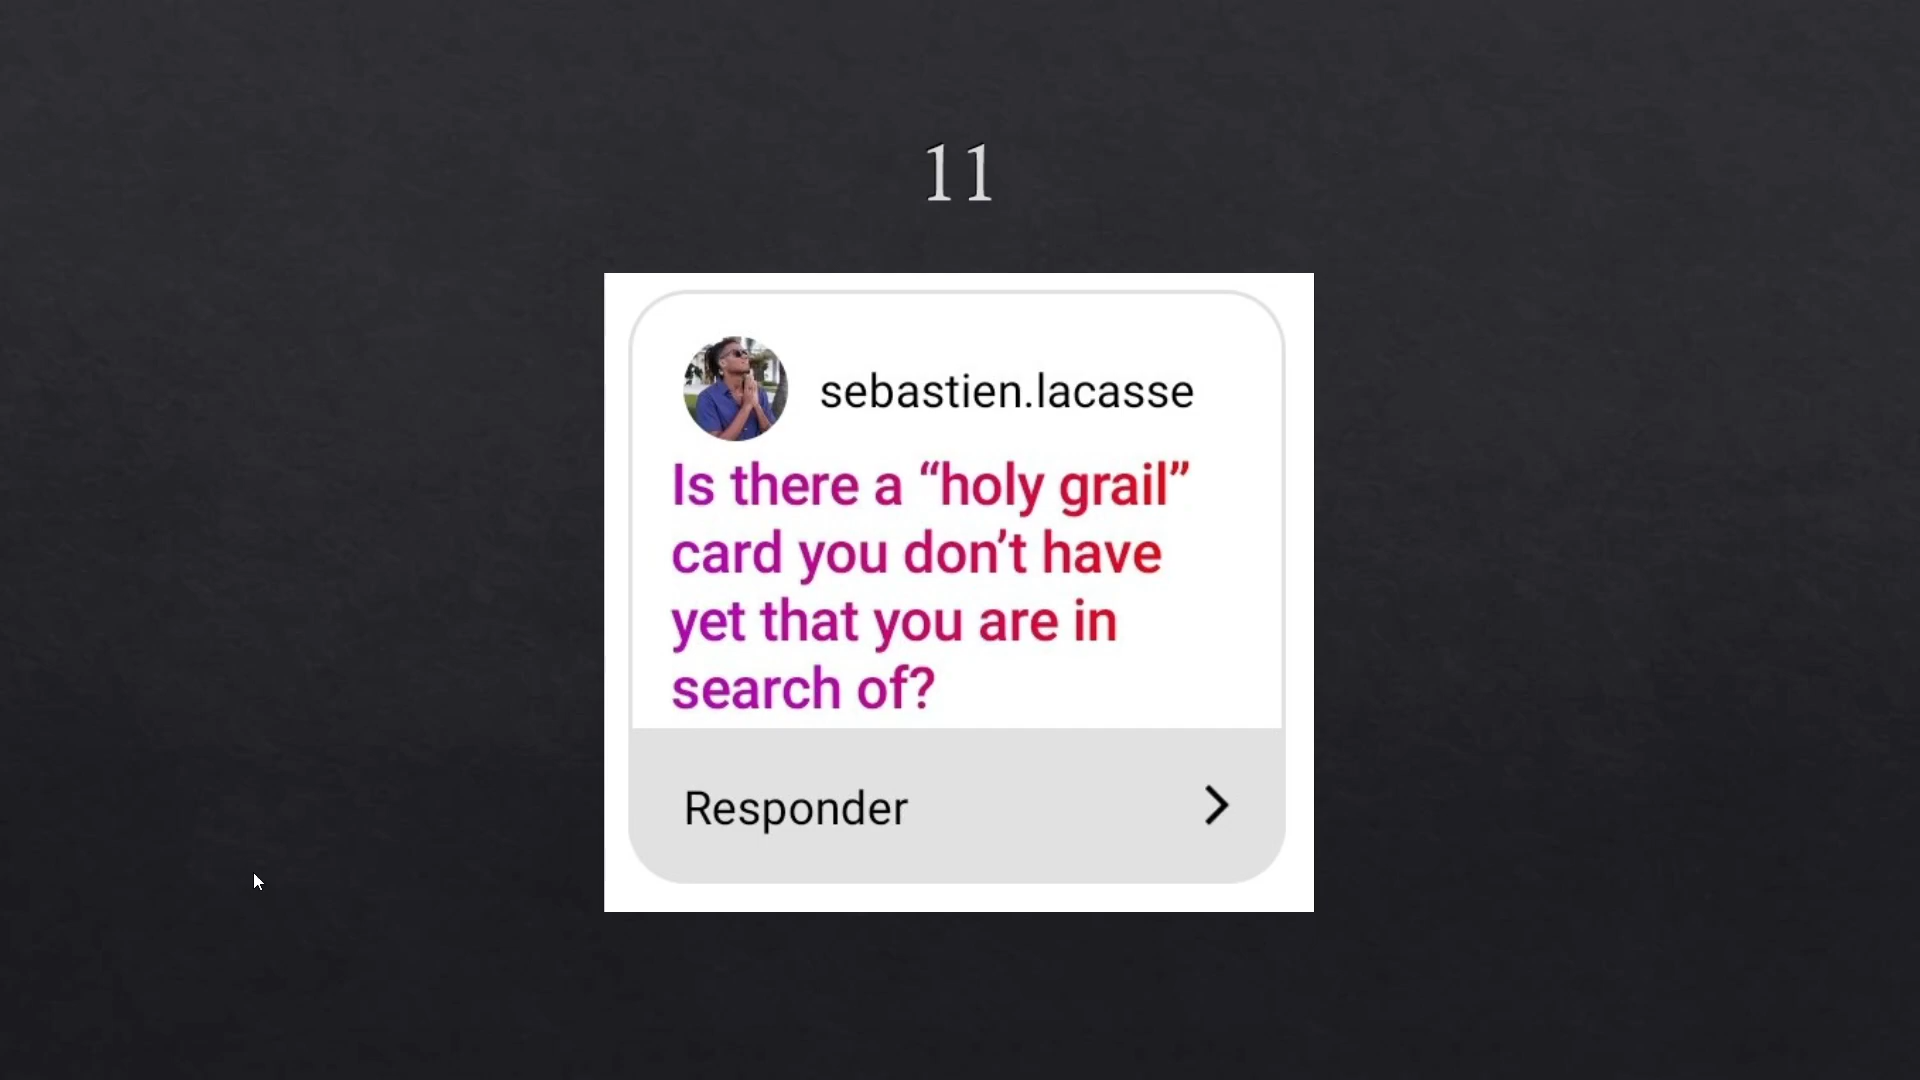 11
sebastien.lacasse
Is there a “holy grail”
card you don’t have
yet that you are in
search of?
Responder